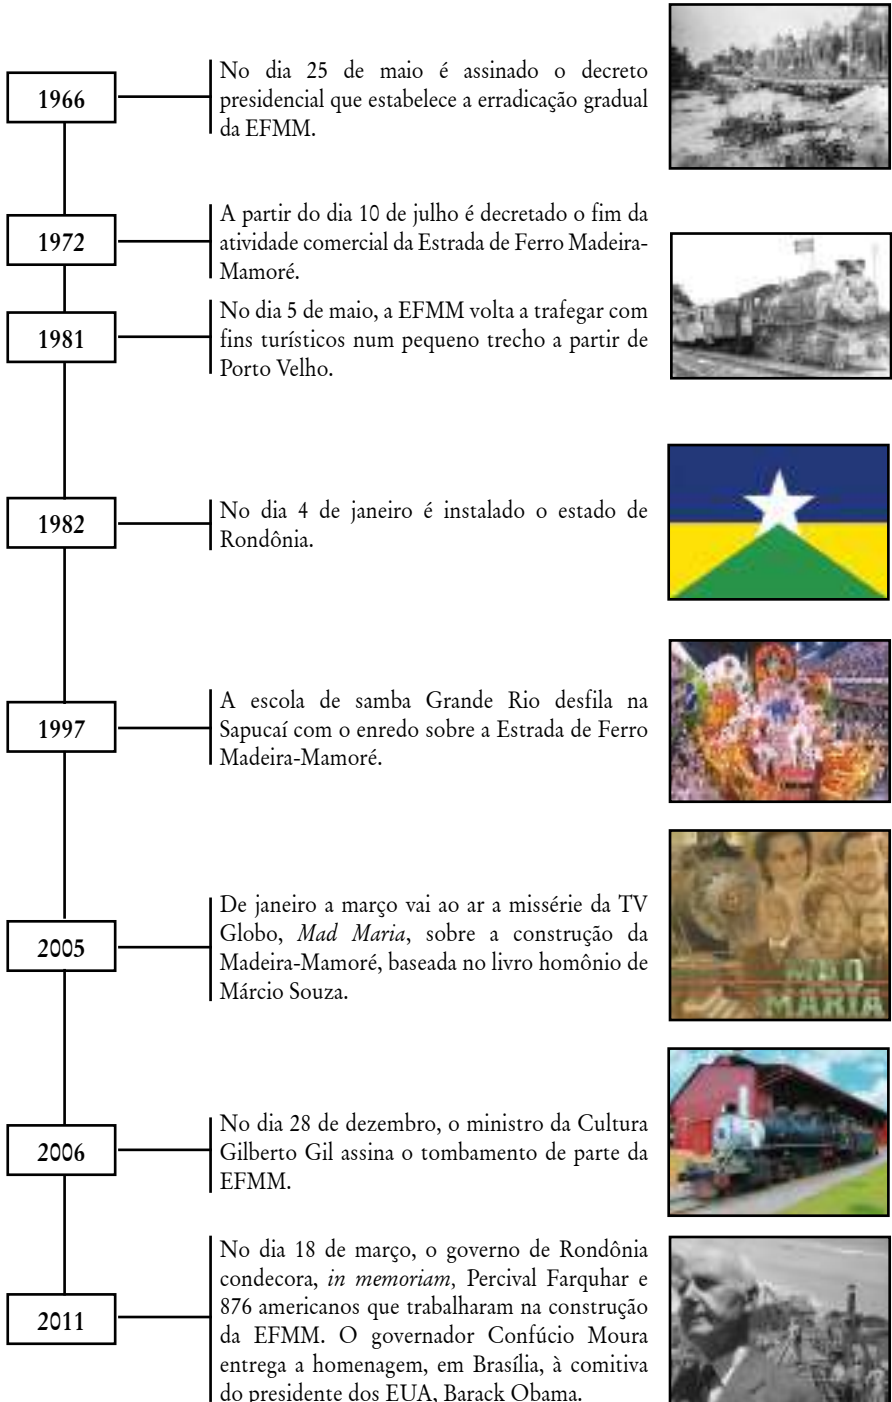 1966
No dia 25 de maio é assinado o decreto
presidencial que estabelece a erradicação gradual
da EFMM.
1972
A partir do dia 10 de julho é decretado o fim da
atividade comercial da Estrada de Ferro Madeira-
Mamoré.
1981
No dia 5 de maio, a EFMM volta a trafegar com
fins turísticos num pequeno trecho a partir de
Porto Velho.
1982
No dia 4 de janeiro é instalado o estado de
Rondônia.
1997
A escola de samba Grande Rio desfila na
Sapucaí com o enredo sobre a Estrada de Ferro
Madeira-Mamoré.
2005
De janeiro a março vai ao ar a missérie da TV
Globo, Mad Maria, sobre a construção da
Madeira-Mamoré, baseada no livro homônio de
Márcio Souza.
MAD
MARIA
2006
No dia 28 de dezembro, o ministro da Cultura
Gilberto Gil assina o tombamento de parte da
EFMM.
2011
No dia 18 de março, o governo de Rondônia
condecora, in memoriam, Percival Farquhar e
876 americanos que trabalharam na construção
da EFMM. O governador Confúcio Moura
entrega a homenagem, em Brasília, à comitiva
do presidente dos EUA, Barack Obama.